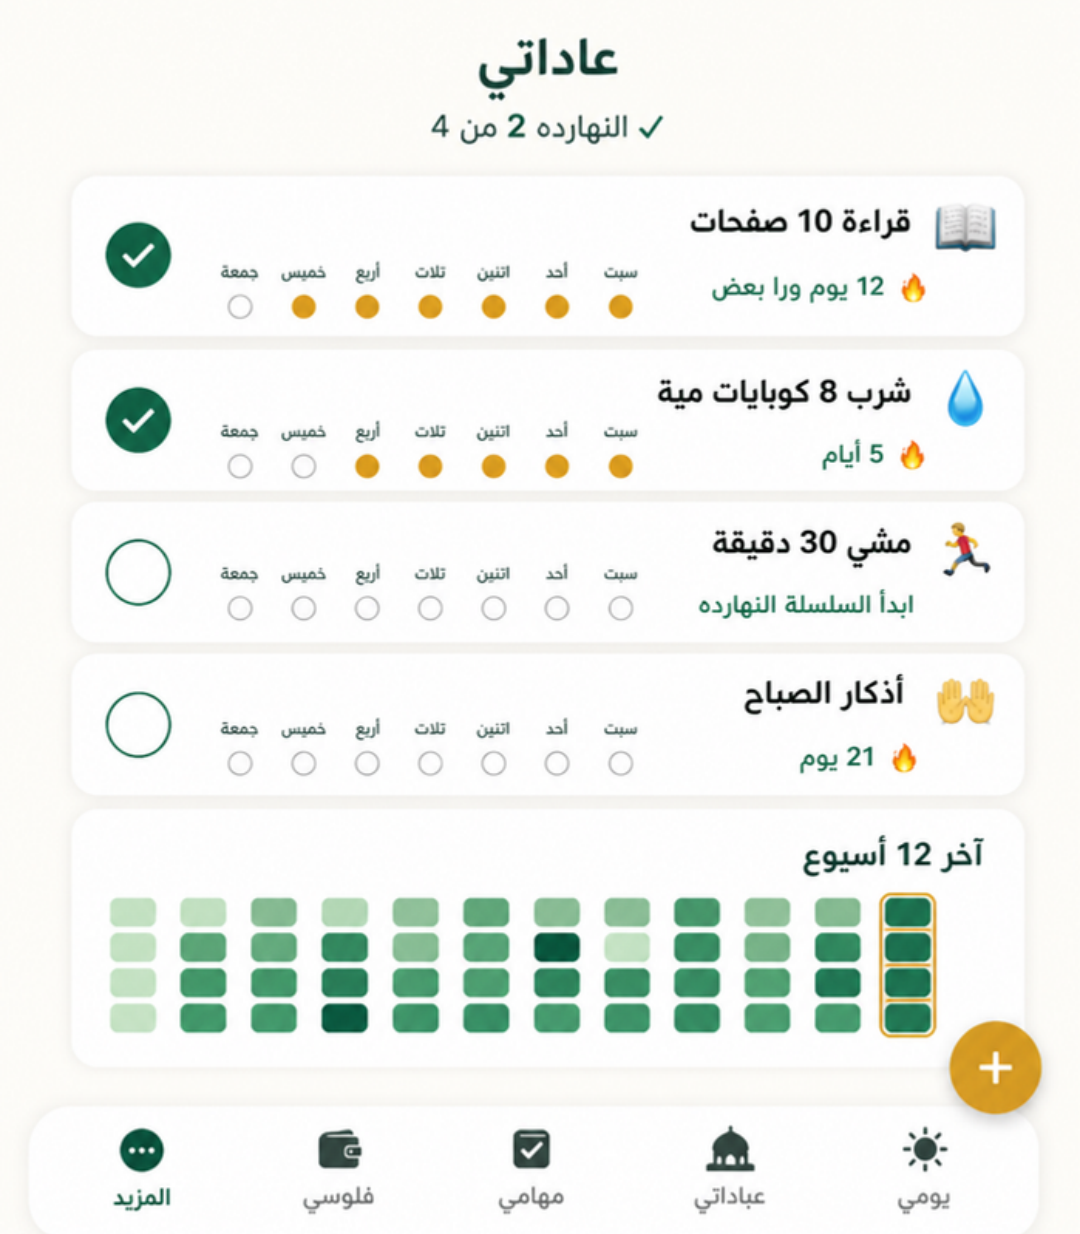 عاداتي
✓ النهارده 2 من 4
قراءة 10 صفحات
12 يوم ورا بعض
سبت أحد اتنين تلات أربع خميس جمعة
شرب 8 كوبايات مية
5 أيام
سبت أحد اتنين تلات أربع خميس جمعة
مشي 30 دقيقة
ابدأ السلسلة النهارده
سبت أحد اتنين تلات أربع خميس جمعة
أذكار الصباح
21 يوم
سبت أحد اتنين تلات أربع خميس جمعة
آخر 12 أسيوع
يومي عباداتي مهامي فلوسي المزيد